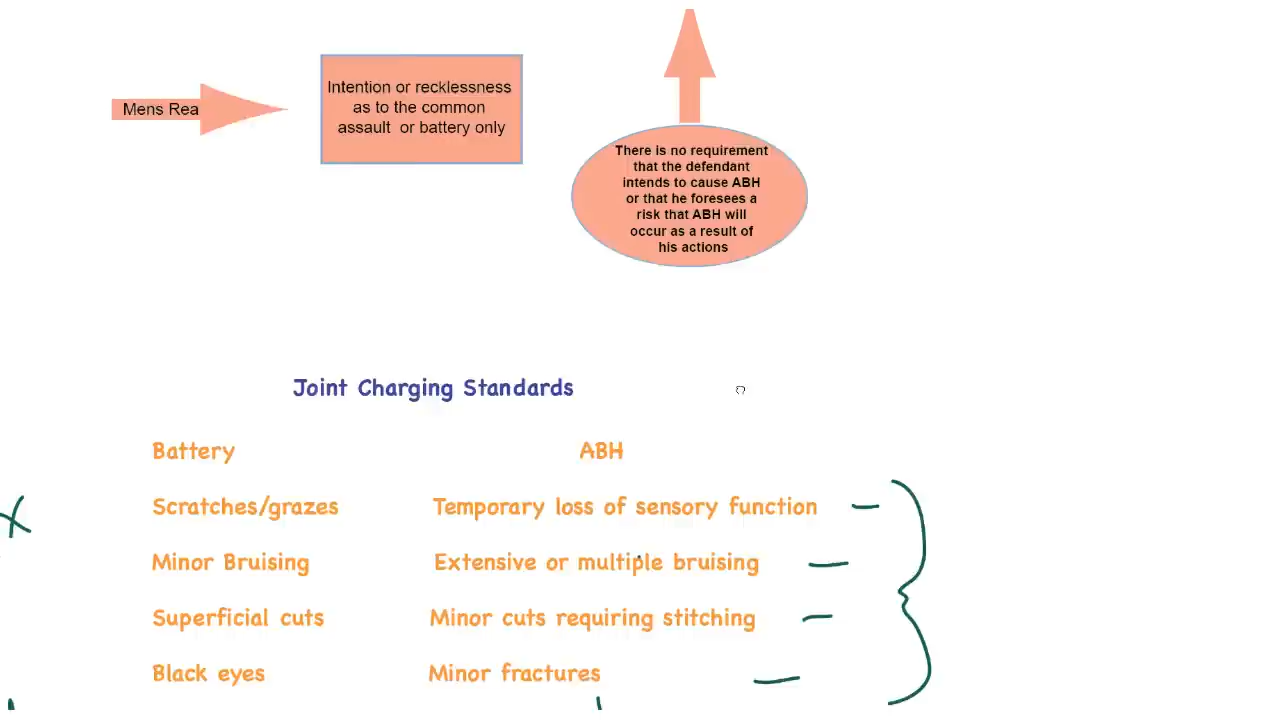 Mens Rea
Intention or recklessness
as to the common
assault or battery only
There is no requirement
that the defendant
intends to cause ABH
or that he foresees a
risk that ABH will
occur as a result of
his actions
Joint Charging Standards
Battery ABH
Scratches/grazes Temporary loss of sensory function
Minor Bruising Extensive or multiple bruising
Superficial cuts Minor cuts requiring stitching
Black eyes Minor fractures